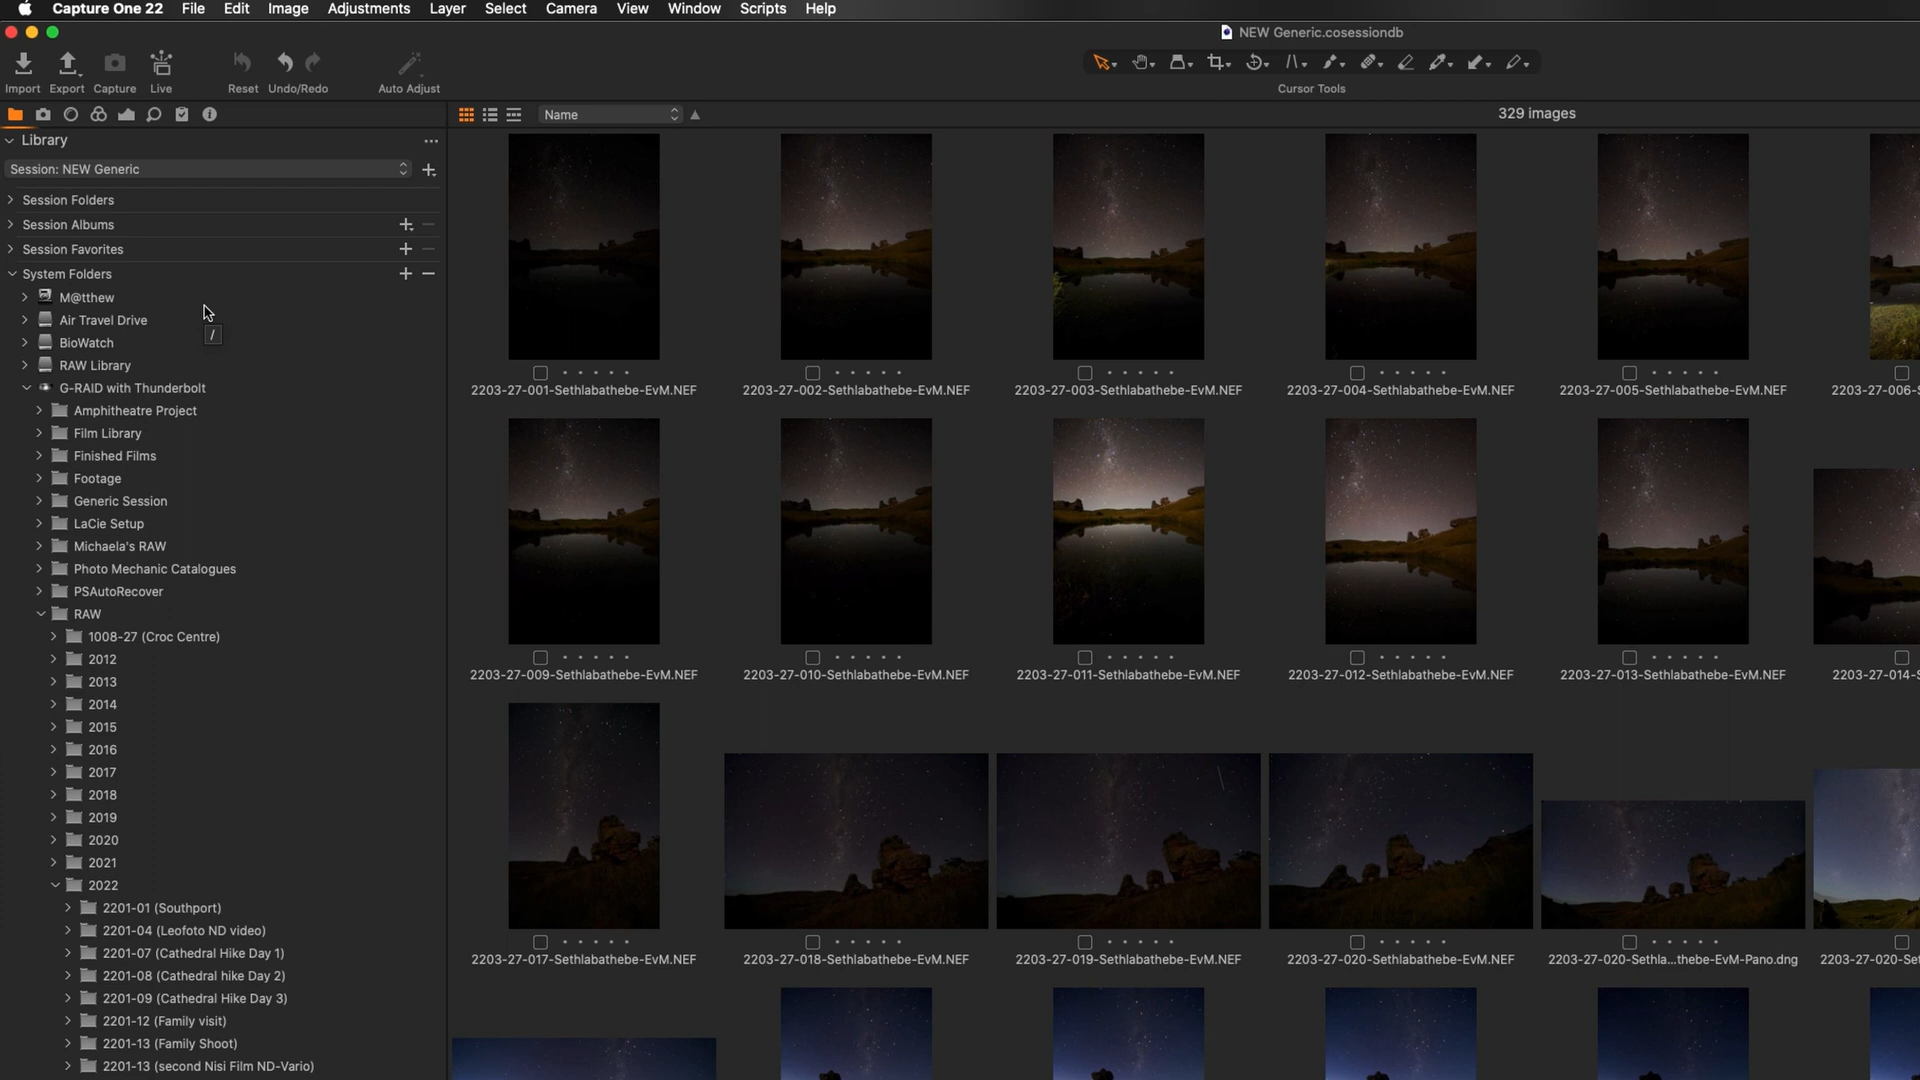 Capture One 22 File Edit Image Adjustments Layer Select Camera View Window Scripts Help
NEW Generic.cosessiondb
Import Export Capture Live Reset Undo/Redo Auto Adjust Cursor Tools
Name 329 images
Library
Session: NEW Generic
Session Folders
Session Albums
Session Favorites
System Folders
M@tthew
Air Travel Drive
/
BioWatch
RAW Library
G-RAID with Thunderbolt
Amphitheatre Project
Film Library
Finished Films
Footage
Generic Session
LaCie Setup
Michaela's RAW
Photo Mechanic Catalogues
PSAutoRecover
RAW
1008-27 (Croc Centre)
2012
2013
2014
2015
2016
2017
2018
2019
2020
2021
2022
2201-01 (Southport)
2201-04 (Leofoto ND video)
2201-07 (Cathedral Hike Day 1)
2201-08 (Cathedral hike Day 2)
2201-09 (Cathedral Hike Day 3)
2201-12 (Family visit)
2201-13 (Family Shoot)
2201-13 (second Nisi Film ND-Vario)
2203-27-001-Sethlabathebe-EvM.NEF 2203-27-002-Sethlabathebe-EvM.NEF 2203-27-003-Sethlabathebe-EvM.NEF 2203-27-004-Sethlabathebe-EvM.NEF 2203-27-005-Sethlabathebe-EvM.NEF 2203-27-006-S
2203-27-009-Sethlabathebe-EvM.NEF 2203-27-010-Sethlabathebe-EvM.NEF 2203-27-011-Sethlabathebe-EvM.NEF 2203-27-012-Sethlabathebe-EvM.NEF 2203-27-013-Sethlabathebe-EvM.NEF 2203-27-014-S
2203-27-017-Sethlabathebe-EvM.NEF 2203-27-018-Sethlabathebe-EvM.NEF 2203-27-019-Sethlabathebe-EvM.NEF 2203-27-020-Sethlabathebe-EvM.NEF 2203-27-020-Sethla...thebe-EvM-Pano.dng 2203-27-020-Set